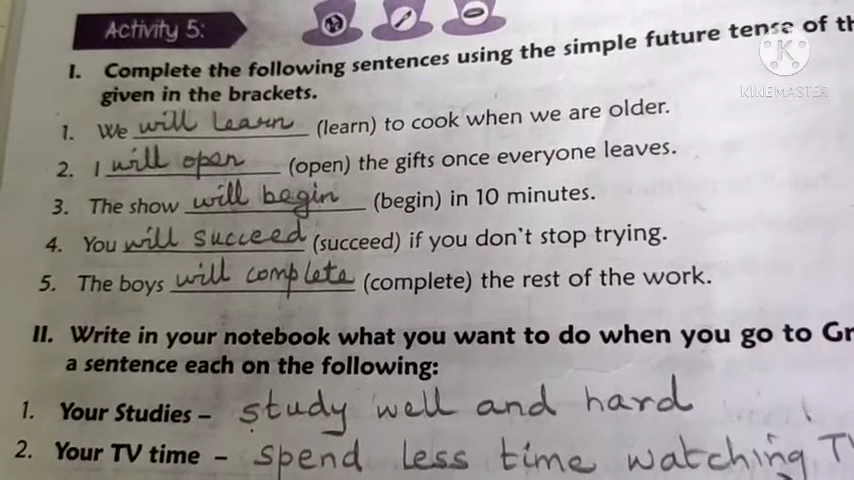 Activity 5:
I. Complete the following sentences using the simple future tense of th
given in the brackets.
KINEMASTER
1. We will learn (learn) to cook when we are older.
2. I will open (open) the gifts once everyone leaves.
3. The show will begin (begin) in 10 minutes.
4. You will succeed (succeed) if you don't stop trying.
5. The boys will complete (complete) the rest of the work.
II. Write in your notebook what you want to do when you go to Gr
a sentence each on the following:
1. Your Studies – study well and hard
2. Your TV time – spend less time watching TV